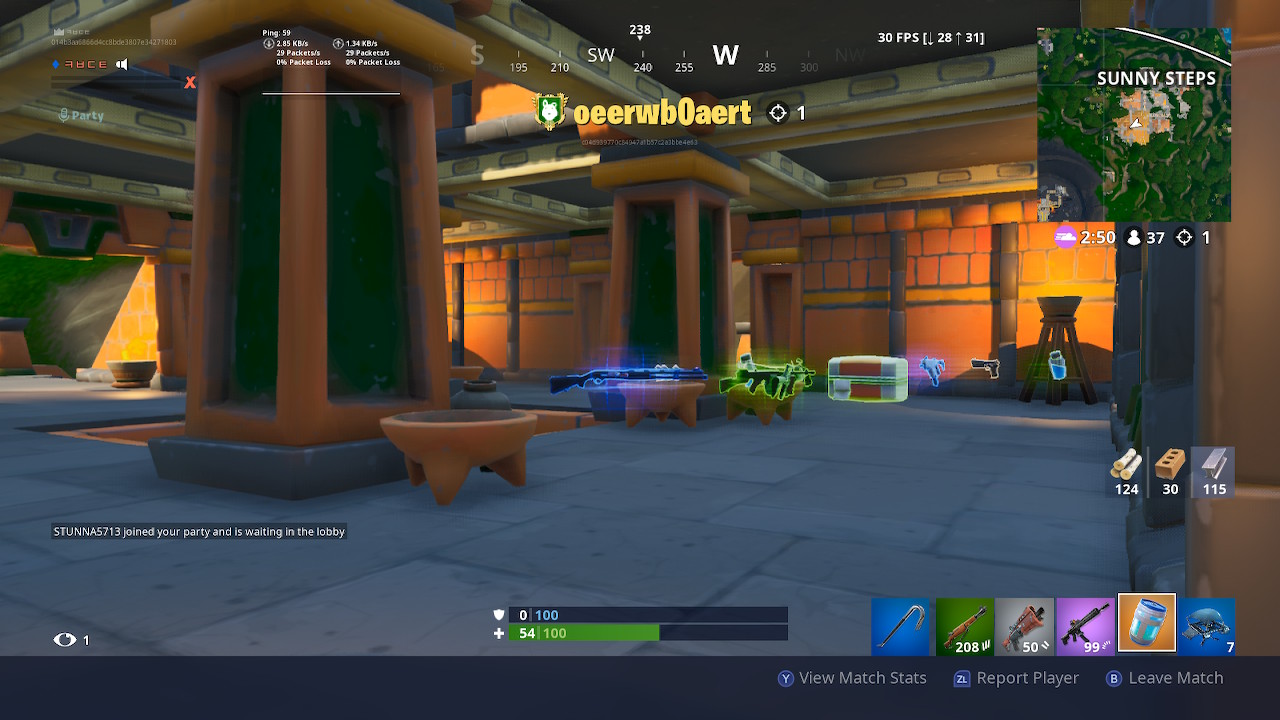 Ping: 59
2.85 KB/s 1.34 KB/s
29 Packets/s 29 Packets/s
0% Packet Loss 0% Packet Loss
Party
238
S SW W NW
195 210 240 255 285 300
30 FPS [↓ 28 ↑ 31]
SUNNY STEPS
oeerwb0aert 1
2:50 37 1
124 30 115
STUNNA5713 joined your party and is waiting in the lobby
0 | 100
54 | 100
1
208 50 99 7
Y View Match Stats ZL Report Player B Leave Match